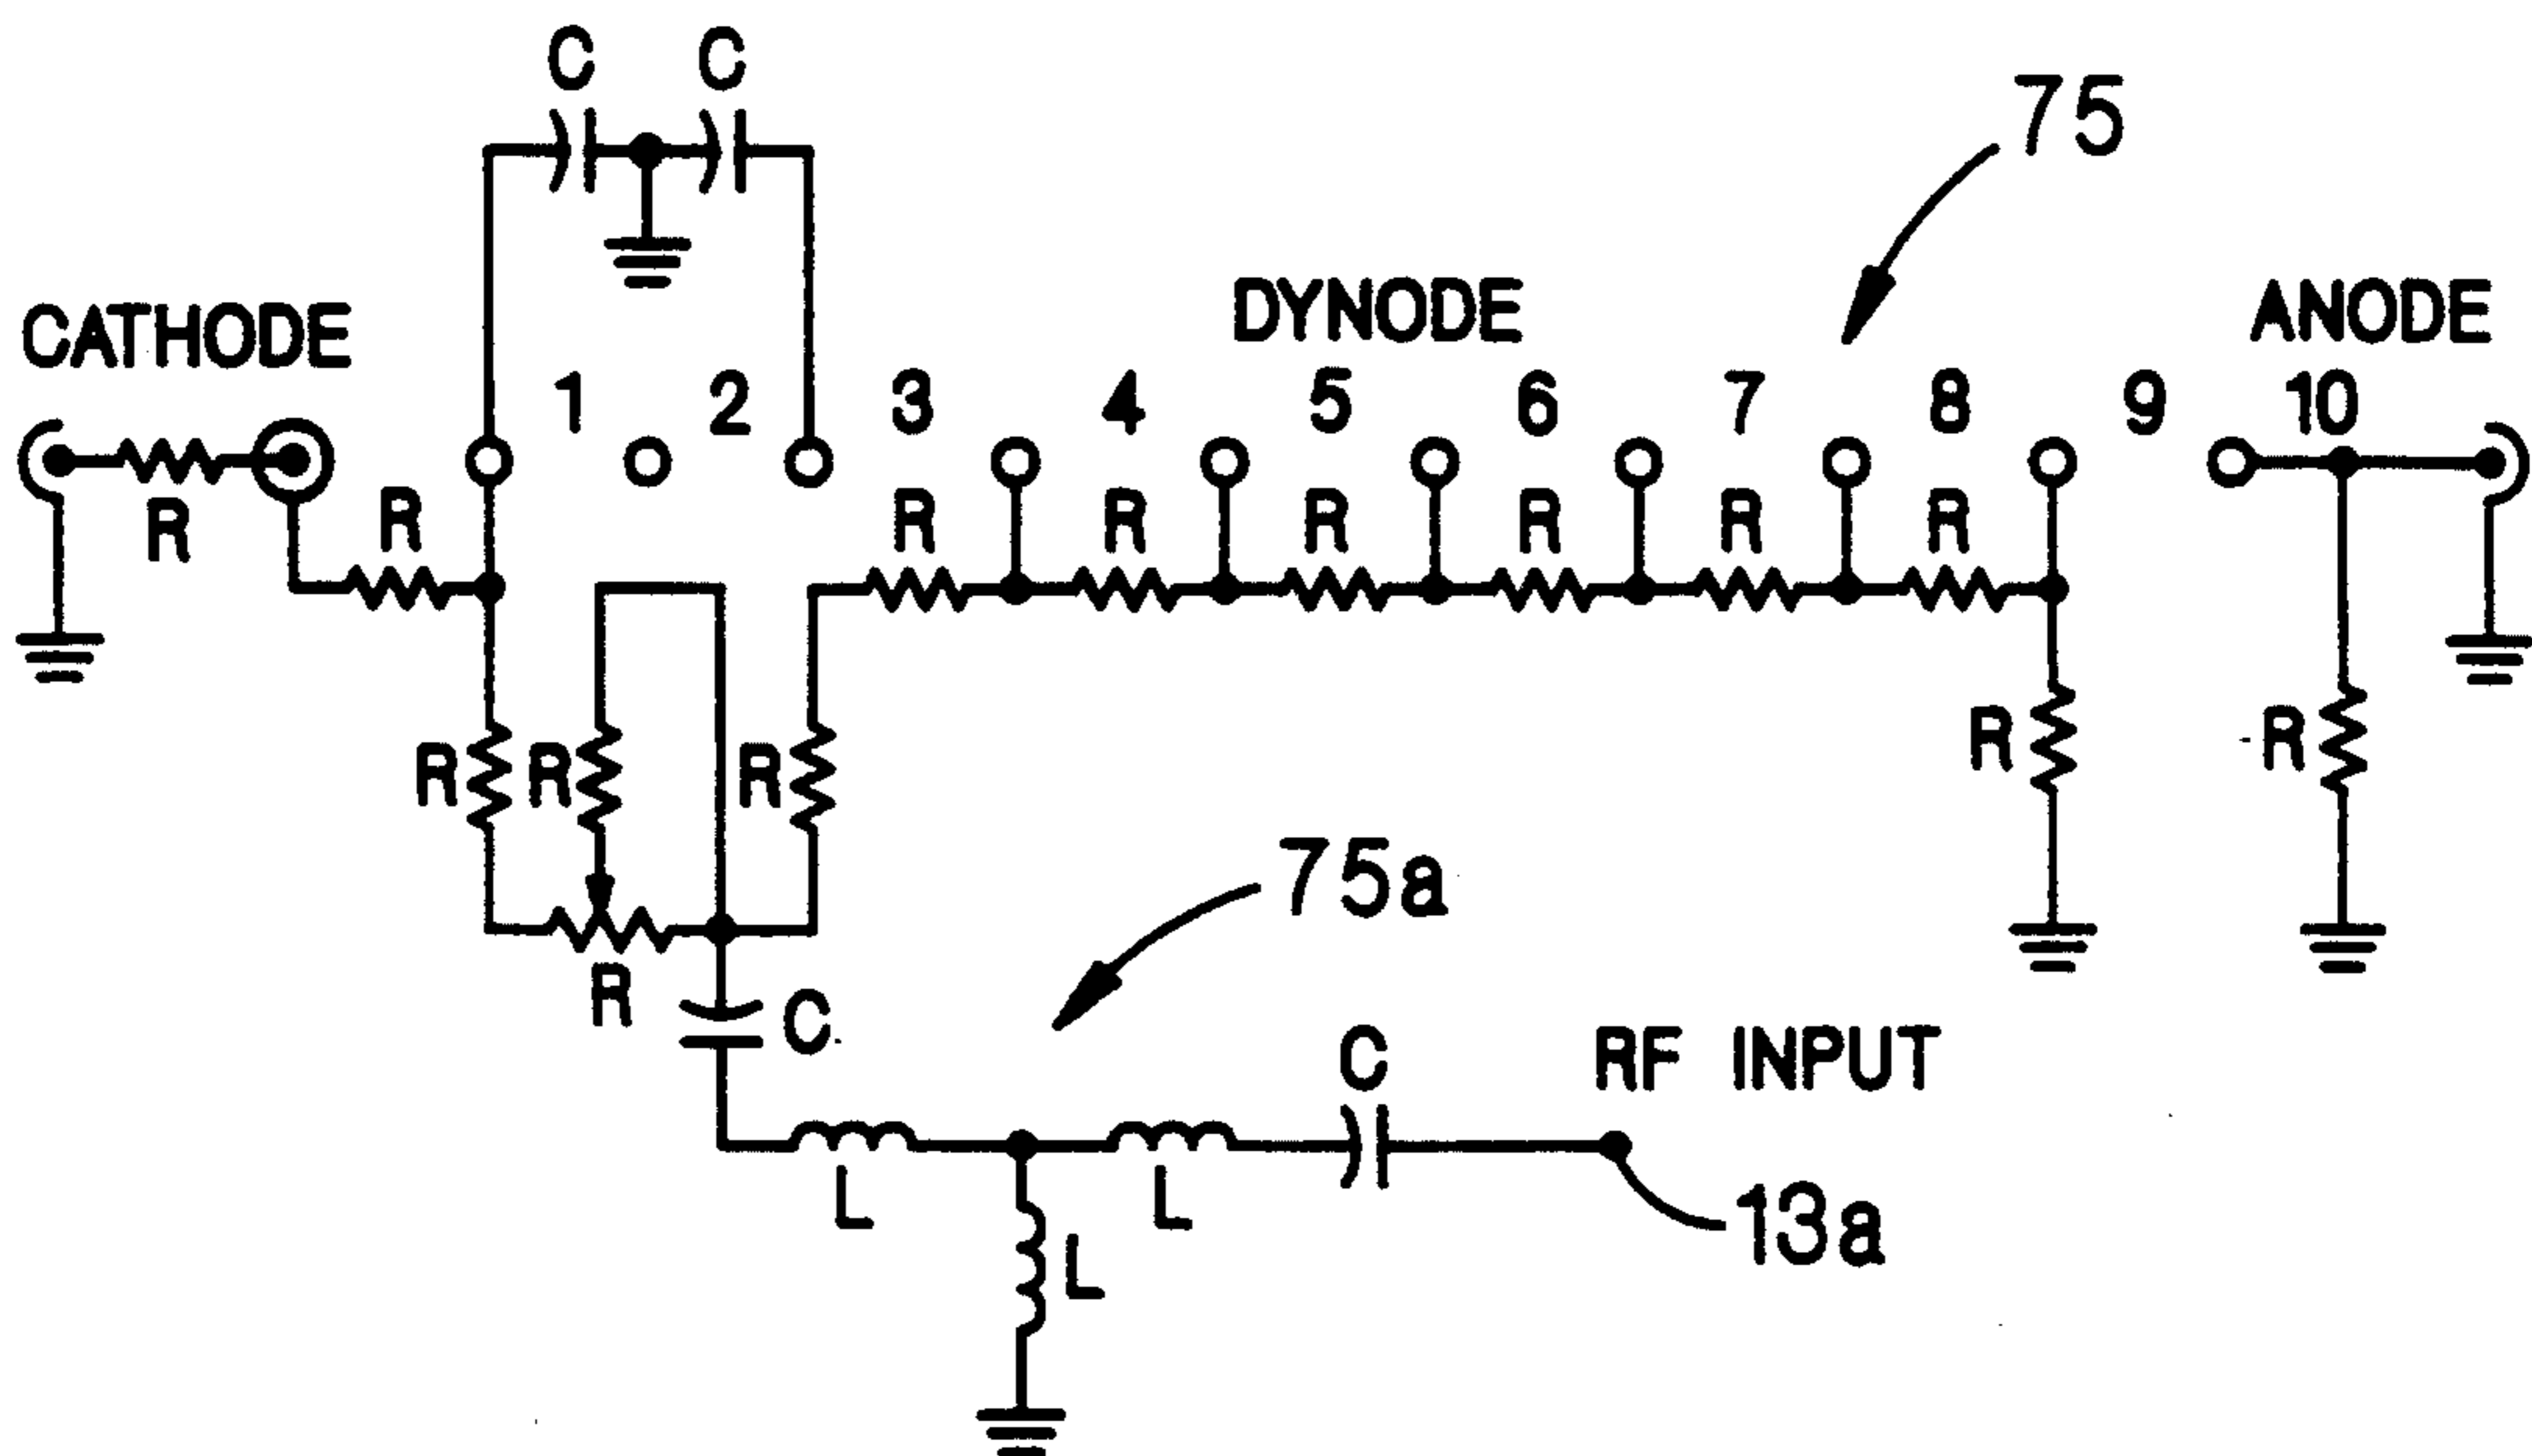 C C
75
CATHODE DYNODE ANODE
1 2 3 4 5 6 7 8 9 10
R R R R R R R R
R R R R R
75a
R C
C RF INPUT
L L 13a
L